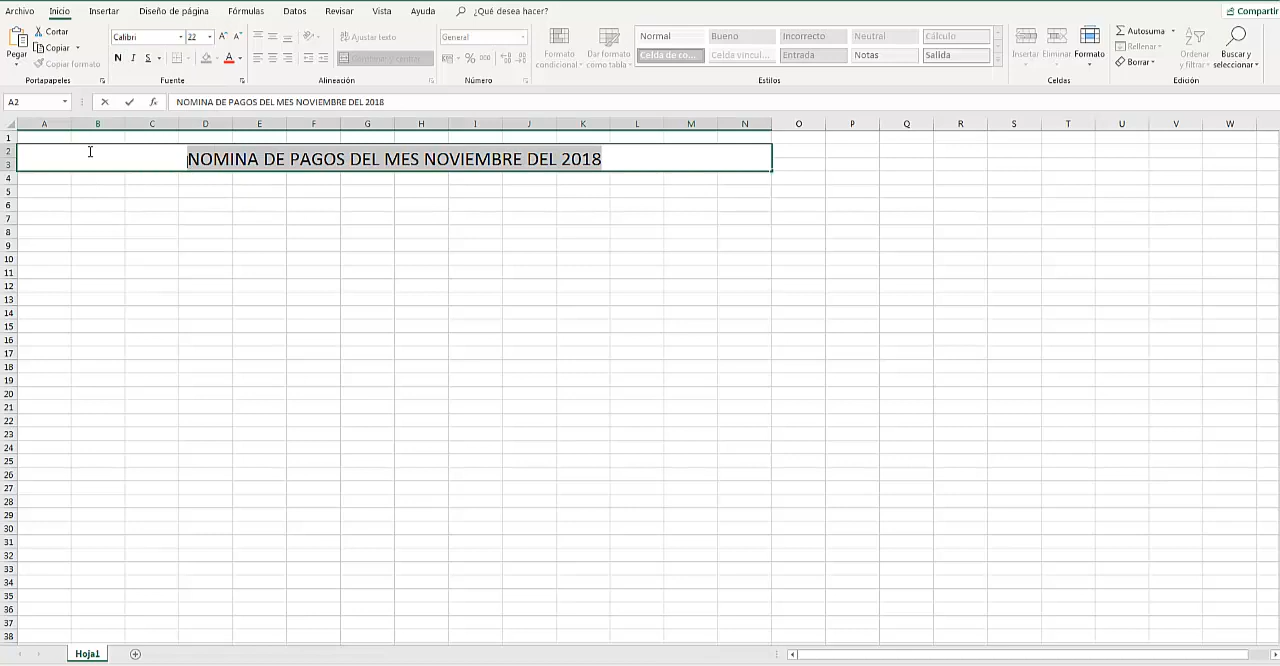 Archivo Inicio Insertar Diseño de página Fórmulas Datos Revisar Vista Ayuda ¿Qué desea hacer? Compartir
Pegar
Cortar
Copiar
Copiar formato
Portapapeles
Calibri 22
N I S
Fuente
Ajustar texto
Alineación
General
% 000
Número
Formato condicional
Dar formato como tabla
Normal Bueno Incorrecto Neutral Cálculo
Celda de co... Celda vincul... Entrada Notas Salida
Estilos
Insertar Eliminar Formato
Celdas
Autosuma
Rellenar
Borrar
Ordenar y filtrar
Buscar y seleccionar
Edición
A2 fx NOMINA DE PAGOS DEL MES NOVIEMBRE DEL 2018
A B C D E F G H I J K L M N O P Q R S T U V W
1
2
NOMINA DE PAGOS DEL MES NOVIEMBRE DEL 2018
3
4
5
6
7
8
9
10
11
12
13
14
15
16
17
18
19
20
21
22
23
24
25
26
27
28
29
30
31
32
33
34
35
36
37
38
Hoja1